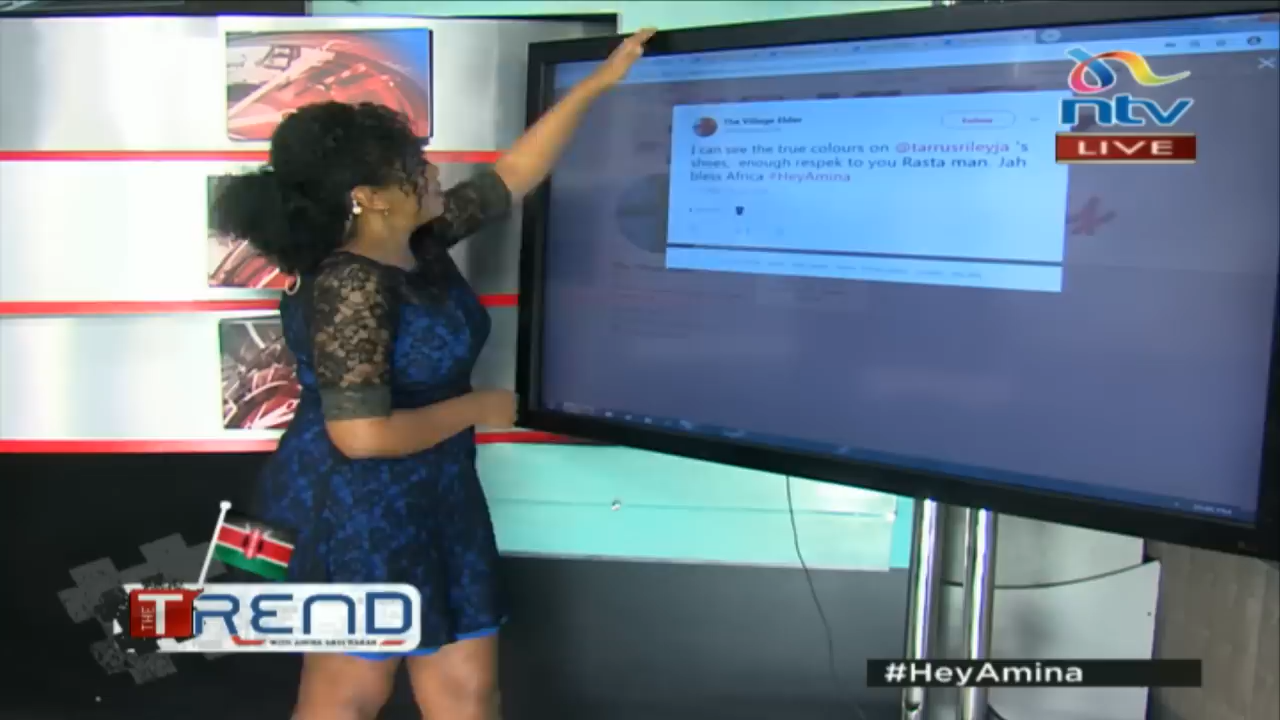 ntv
LIVE
The Village Elder
Follow
I can see the true colours on @tarrusrileyja 's
shoes, enough respek to you Rasta man. Jah
bless Africa #HeyAmina
THE TREND
#HeyAmina